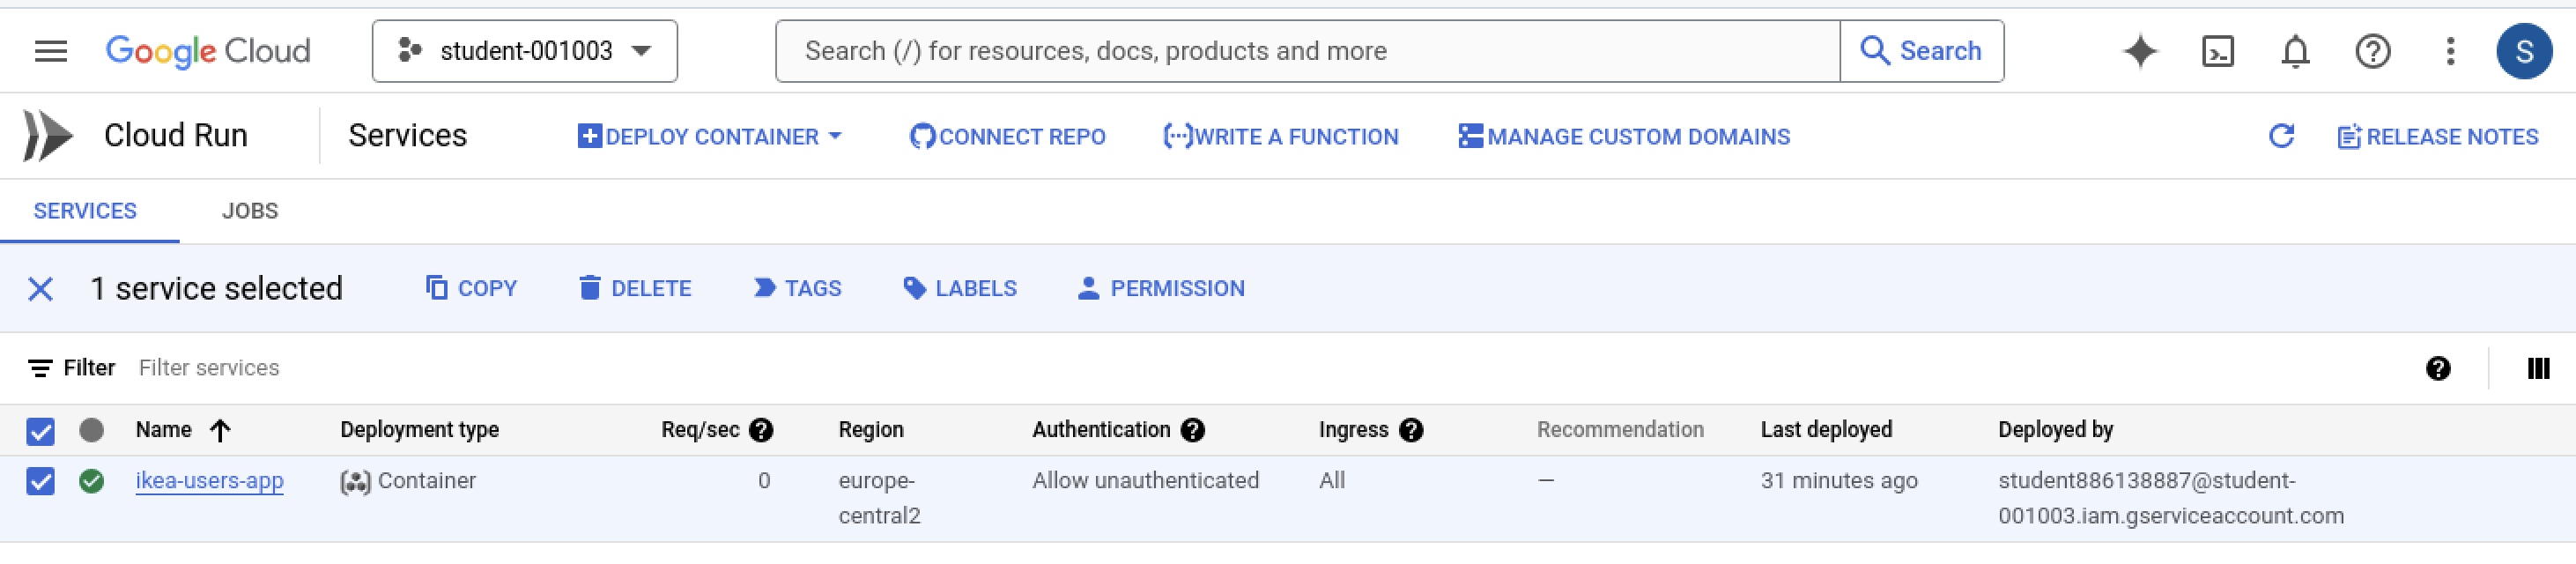 Google Cloud student-001003 Search (/) for resources, docs, products and more Search S
Cloud Run Services DEPLOY CONTAINER CONNECT REPO WRITE A FUNCTION MANAGE CUSTOM DOMAINS RELEASE NOTES
SERVICES JOBS
1 service selected COPY DELETE TAGS LABELS PERMISSION
Filter Filter services
Name Deployment type Req/sec Region Authentication Ingress Recommendation Last deployed Deployed by
ikea-users-app Container 0 europe- Allow unauthenticated All — 31 minutes ago student886138887@student-
central2 001003.iam.gserviceaccount.com